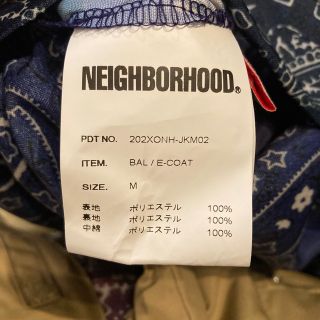 NEIGHBORHOOD®
PDT NO. 202XONH-JKM02
ITEM. BAL / E-COAT
SIZE. M
表地 ポリエステル 100%
裏地 ポリエステル 100%
中綿 ポリエステル 100%